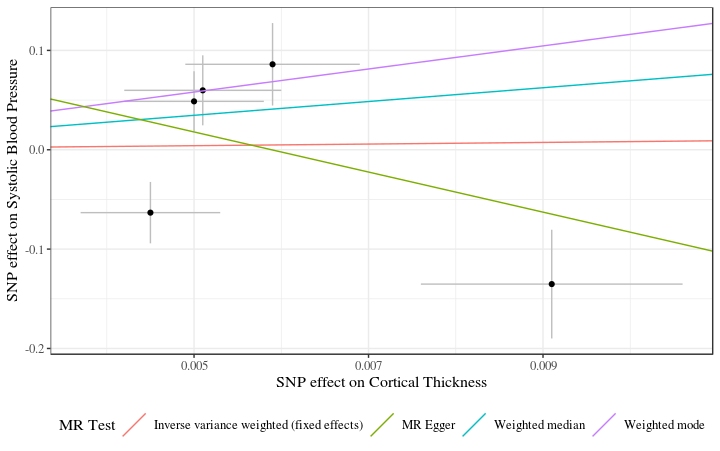 SNP effect on Systolic Blood Pressure
0.1
0.0
-0.1
-0.2
0.005 0.007 0.009
SNP effect on Cortical Thickness
MR Test Inverse variance weighted (fixed effects) MR Egger Weighted median Weighted mode